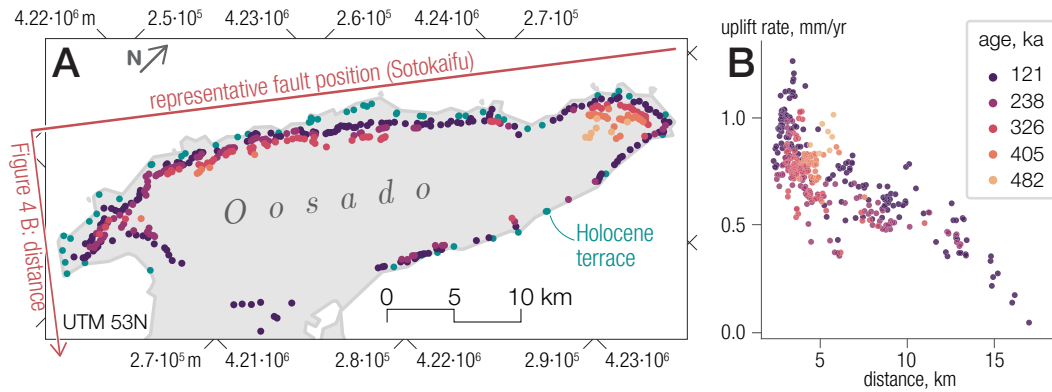 4.22·10⁶ m 2.5·10⁵ 4.23·10⁶ 2.6·10⁵ 4.24·10⁶ 2.7·10⁵
A
N
representative fault position (Sotokaifu)
Figure 4 B: distance
Oosado
Holocene
terrace
0 5 10 km
UTM 53N
2.7·10⁵ m 4.21·10⁶ 2.8·10⁵ 4.22·10⁶ 2.9·10⁵ 4.23·10⁶
uplift rate, mm/yr
B
age, ka
121
238
326
405
482
1.0
0.5
0.0
5 10 15
distance, km